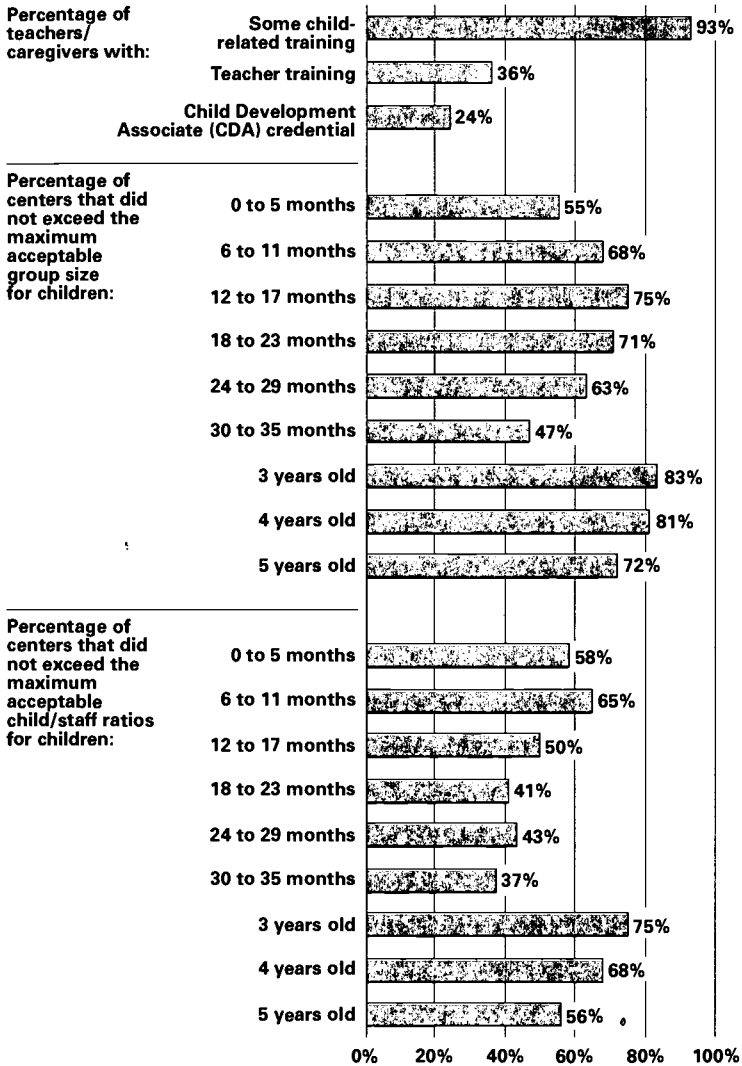 Percentage of
teachers/
caregivers with:
Some child-
related training
93%
Teacher training
36%
Child Development
Associate (CDA) credential
24%
Percentage of
centers that did
not exceed the
maximum
acceptable
group size
for children:
0 to 5 months
55%
6 to 11 months
68%
12 to 17 months
75%
18 to 23 months
71%
24 to 29 months
63%
30 to 35 months
47%
3 years old
83%
4 years old
81%
5 years old
72%
Percentage of
centers that did
not exceed the
maximum
acceptable
child/staff ratios
for children:
0 to 5 months
58%
6 to 11 months
65%
12 to 17 months
50%
18 to 23 months
41%
24 to 29 months
43%
30 to 35 months
37%
3 years old
75%
4 years old
68%
5 years old
56%
0% 20% 40% 60% 80% 100%